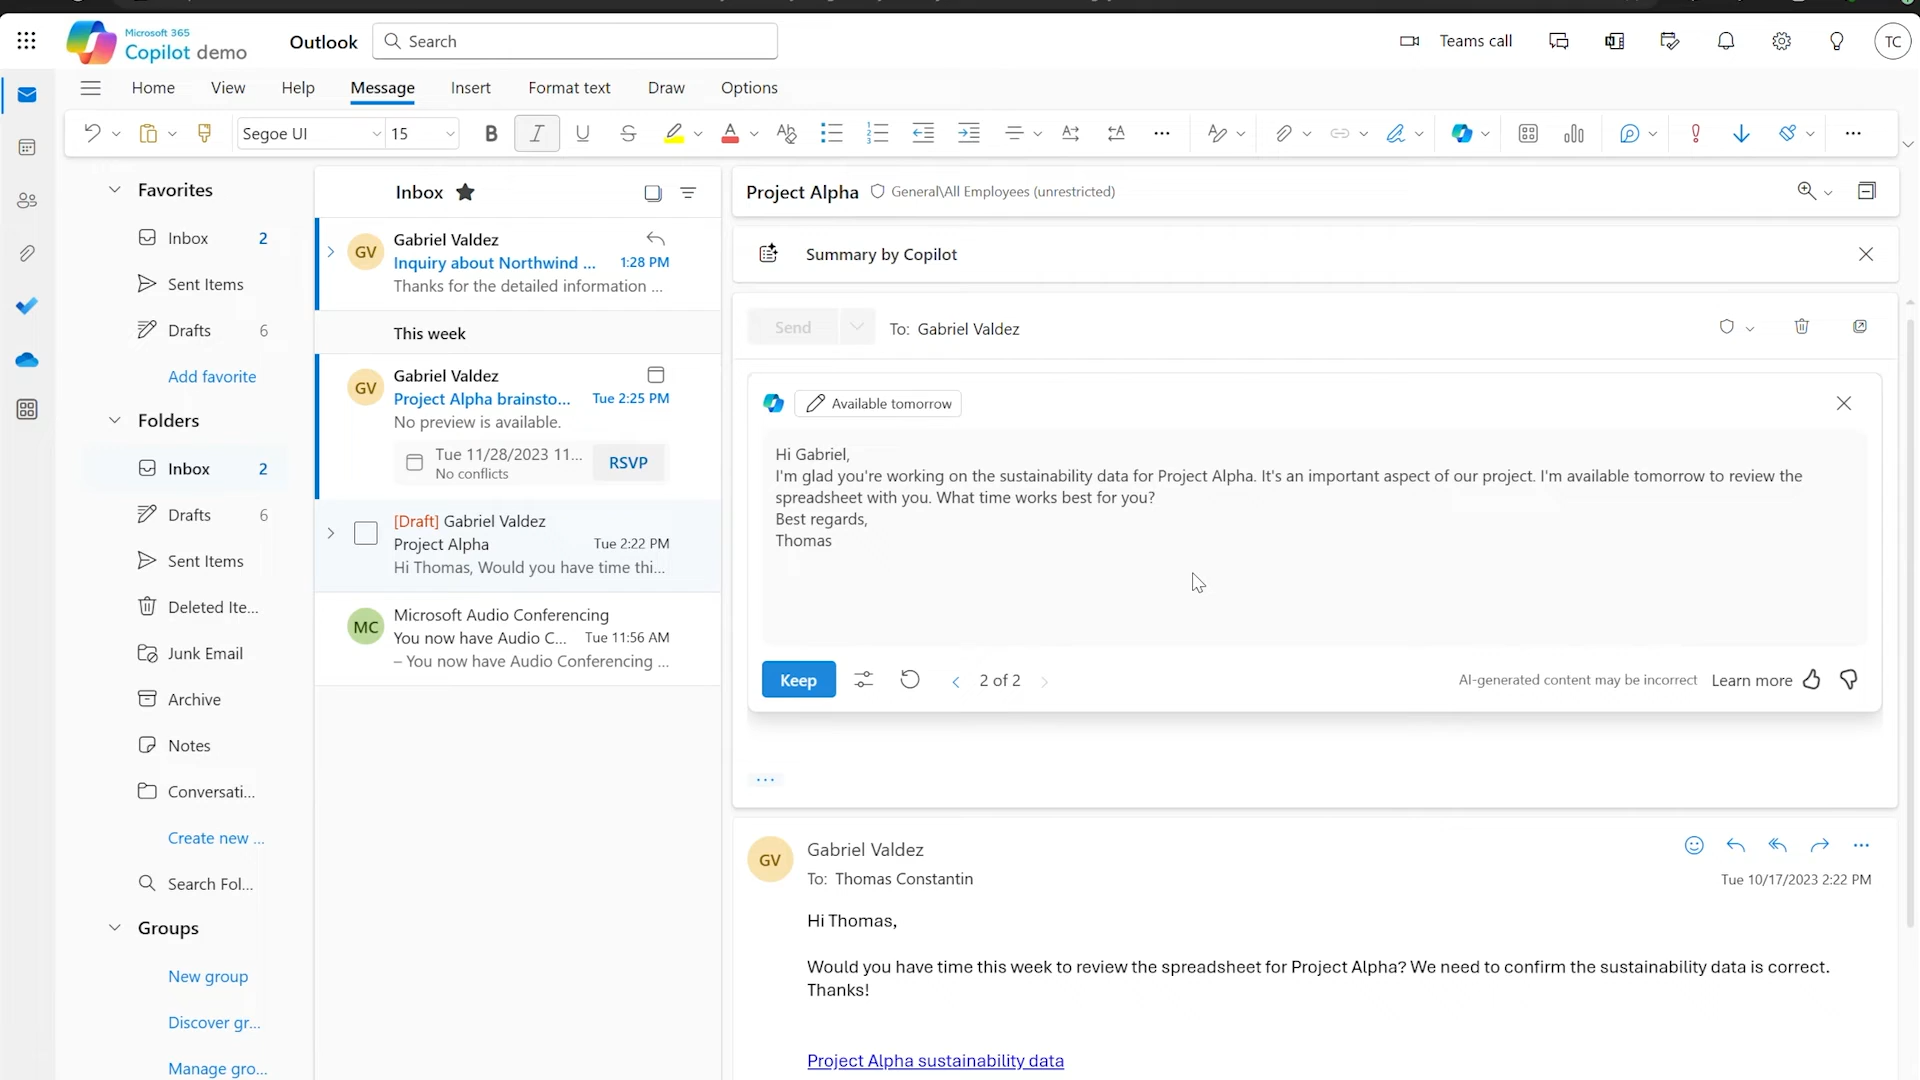 Microsoft 365
Copilot demo
Outlook
Search
Teams call
TC
Home
View
Help
Message
Insert
Format text
Draw
Options
Segoe UI
15
B
I
U
Favorites
Inbox 2
Sent Items
Drafts 6
Add favorite
Folders
Inbox 2
Drafts 6
Sent Items
Deleted Ite...
Junk Email
Archive
Notes
Conversati...
Create new ...
Search Fol...
Groups
New group
Discover gr...
Manage gro...
Inbox
GV
Gabriel Valdez
Inquiry about Northwind ... 1:28 PM
Thanks for the detailed information ...
This week
GV
Gabriel Valdez
Project Alpha brainsto... Tue 2:25 PM
No preview is available.
Tue 11/28/2023 11...
No conflicts
RSVP
[Draft] Gabriel Valdez
Project Alpha Tue 2:22 PM
Hi Thomas, Would you have time thi...
MC
Microsoft Audio Conferencing
You now have Audio C... Tue 11:56 AM
– You now have Audio Conferencing ...
Project Alpha General\All Employees (unrestricted)
Summary by Copilot
Send
To: Gabriel Valdez
Available tomorrow
Hi Gabriel,
I'm glad you're working on the sustainability data for Project Alpha. It's an important aspect of our project. I'm available tomorrow to review the
spreadsheet with you. What time works best for you?
Best regards,
Thomas
Keep
2 of 2
AI-generated content may be incorrect Learn more
...
GV
Gabriel Valdez
To: Thomas Constantin
Tue 10/17/2023 2:22 PM
Hi Thomas,
Would you have time this week to review the spreadsheet for Project Alpha? We need to confirm the sustainability data is correct.
Thanks!
Project Alpha sustainability data